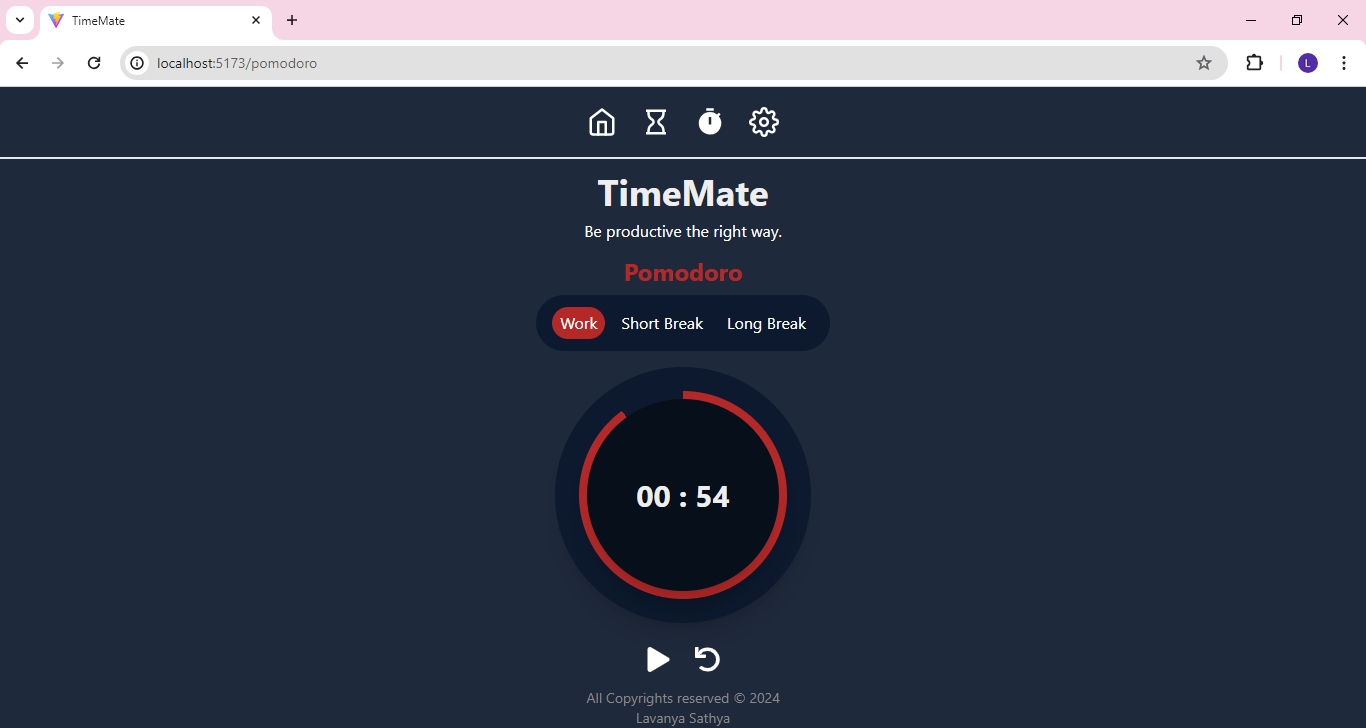 TimeMate
localhost:5173/pomodoro
L
TimeMate
Be productive the right way.
Pomodoro
Work Short Break Long Break
00 : 54
All Copyrights reserved © 2024
Lavanya Sathya